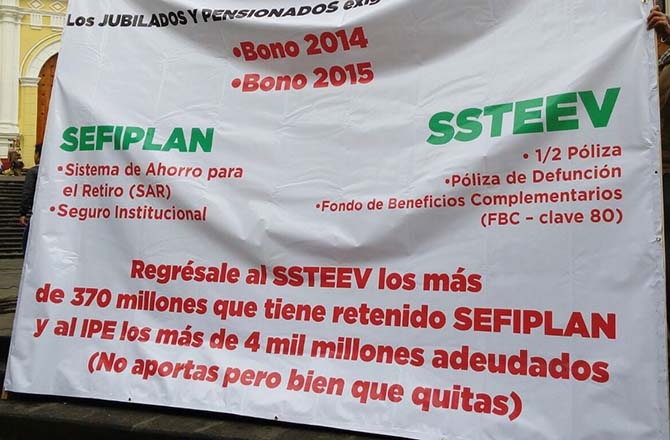 Los JUBILADOS Y PENSIONADOS
•Bono 2014
•Bono 2015
SEFIPLAN
•Sistema de Ahorro para
el Retiro (SAR)
•Seguro Institucional
SSTEEV
• 1/2 Póliza
•Póliza de Defunción
•Fondo de Beneficios Complementarios
(FBC – clave 80)
Regrésale al SSTEEV los más
de 370 millones que tiene retenido SEFIPLAN
y al IPE los más de 4 mil millones adeudados
(No aportas pero bien que quitas)